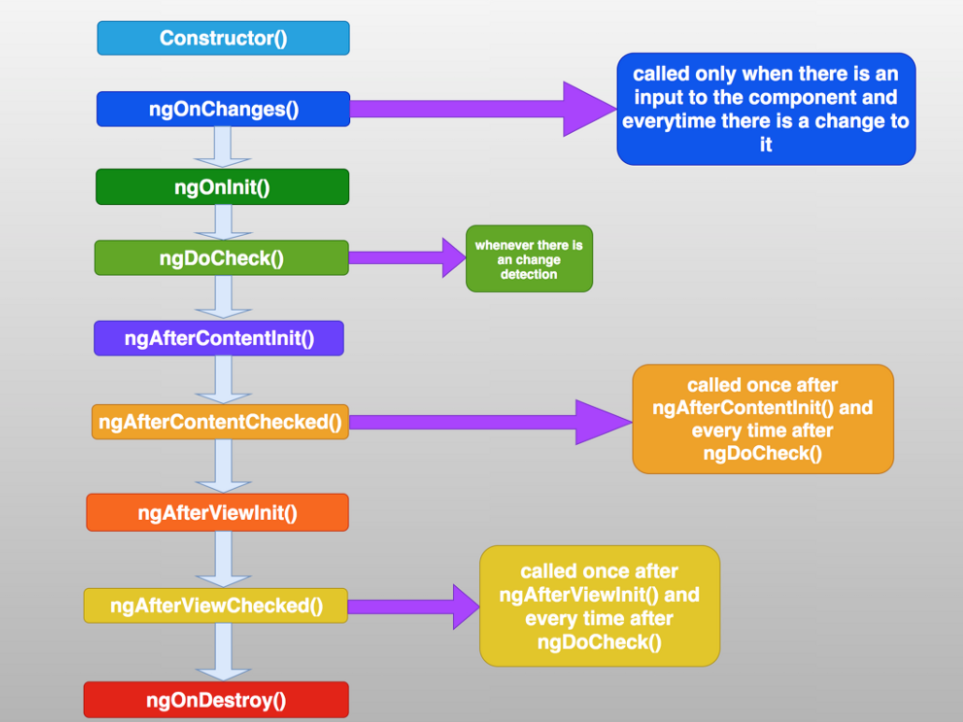 Constructor()
ngOnChanges()
called only when there is an
input to the component and
everytime there is a change to
it
ngOnInit()
ngDoCheck()
whenever there is
an change
detection
ngAfterContentInit()
ngAfterContentChecked()
called once after
ngAfterContentInit() and
every time after
ngDoCheck()
ngAfterViewInit()
ngAfterViewChecked()
called once after
ngAfterViewInit() and
every time after
ngDoCheck()
ngOnDestroy()